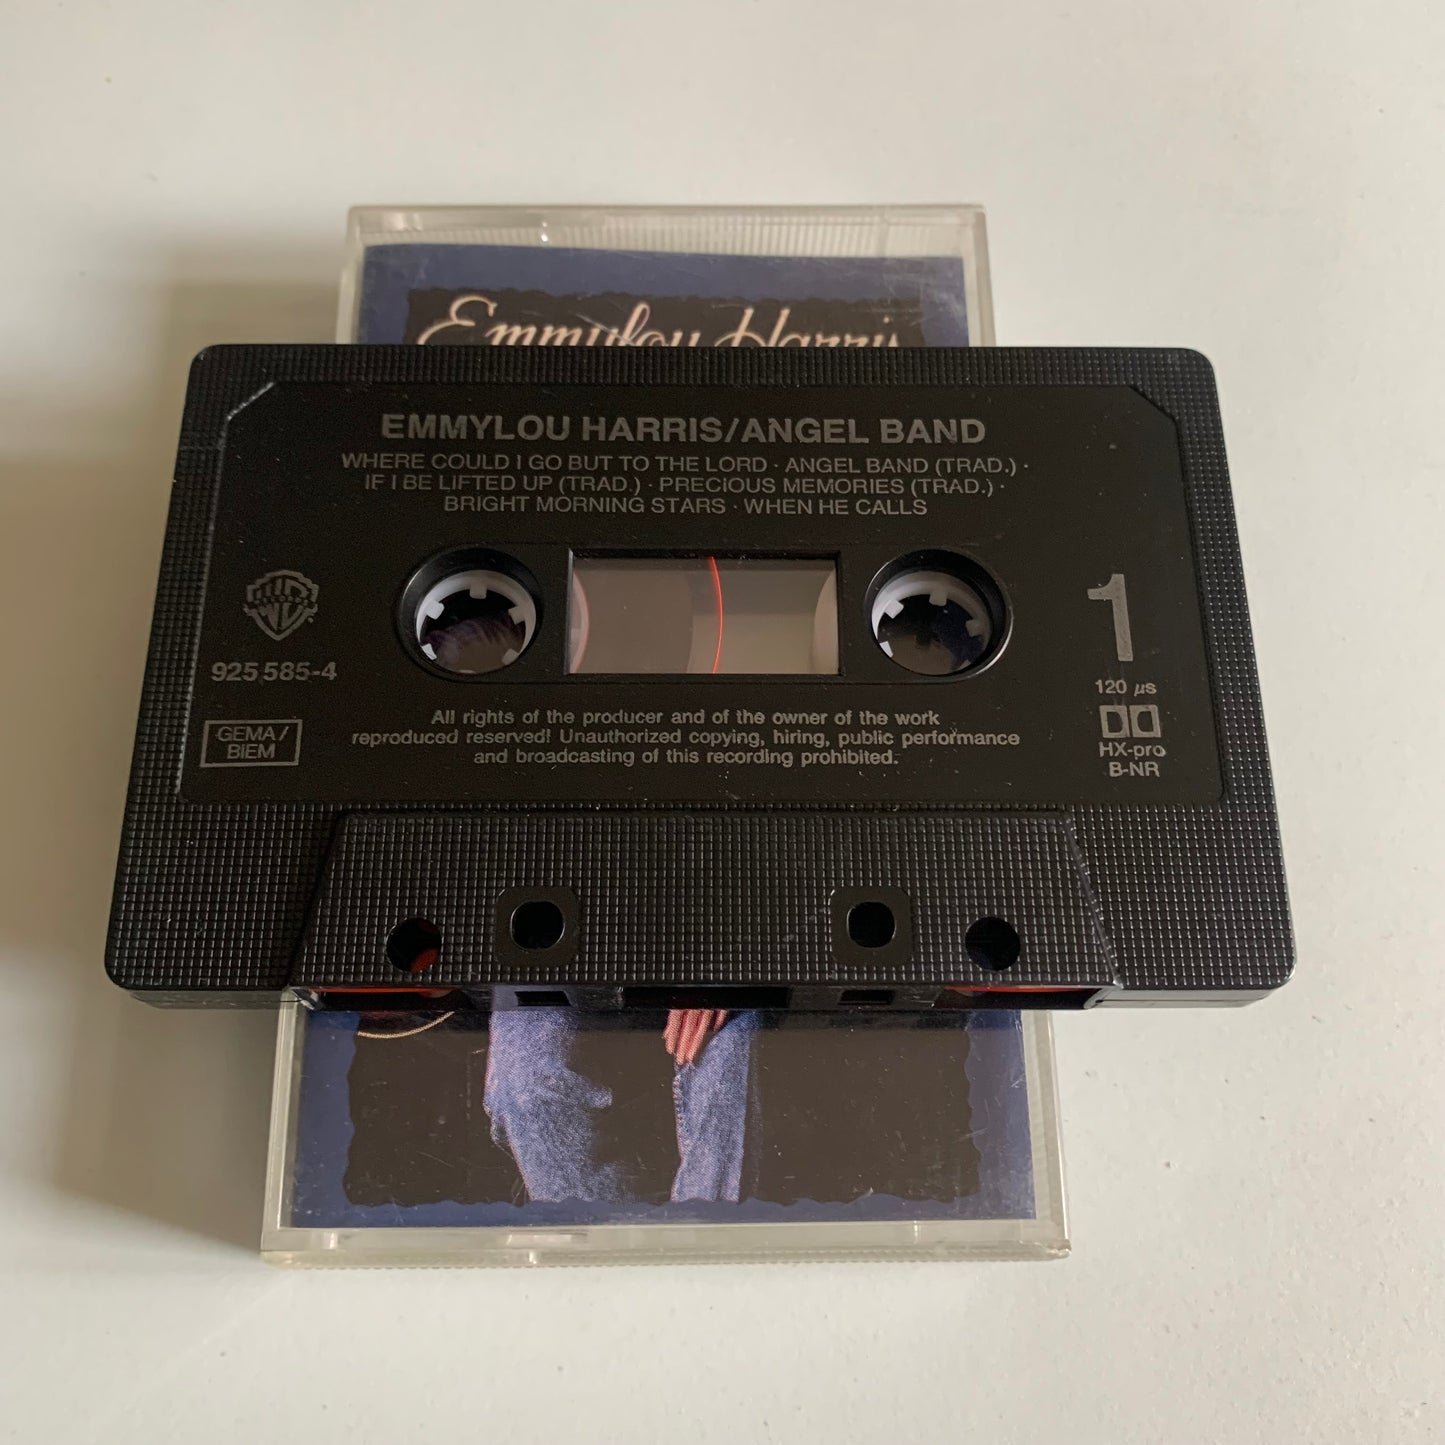 Emmylou Harris
EMMYLOU HARRIS/ANGEL BAND
WHERE COULD I GO BUT TO THE LORD · ANGEL BAND (TRAD.) ·
IF I BE LIFTED UP (TRAD.) · PRECIOUS MEMORIES (TRAD.) ·
BRIGHT MORNING STARS · WHEN HE CALLS
1
925 585-4
120 µs
GEMA/
BIEM
All rights of the producer and of the owner of the work
reproduced reserved! Unauthorized copying, hiring, public performance
and broadcasting of this recording prohibited.
HX-pro
B-NR